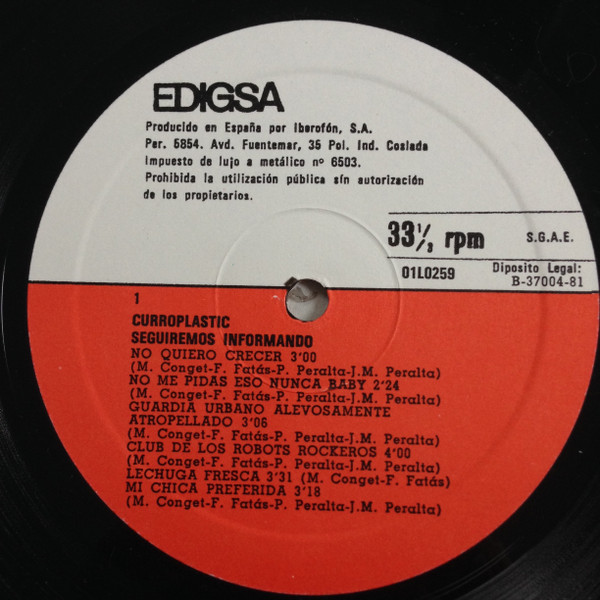 EDIGSA
Producido en España por Iberofón, S.A.
Per. 5854. Avd. Fuentemar, 35 Pol. Ind. Coslada
Impuesto de lujo a metálico nº 6503.
Prohibida la utilización pública sin autorización
de los propietarios.
33 1/3 rpm
S.G.A.E.
01L0259
Diposito Legal:
B-37004-81
1
CURROPLASTIC
SEGUIREMOS INFORMANDO
NO QUIERO CRECER 3'00
(M. Conget-F. Fatás-P. Peralta-J.M. Peralta)
NO ME PIDAS ESO NUNCA BABY 2'24
(M. Conget-F. Fatás-P. Peralta-J.M. Peralta)
GUARDIA URBANO ALEVOSAMENTE
ATROPELLADO 3'06
(M. Conget-F. Fatás-P. Peralta-J.M. Peralta)
CLUB DE LOS ROBOTS ROCKEROS 4'00
(M. Conget-F. Fatás-P. Peralta-J.M. Peralta)
LECHUGA FRESCA 3'31 (M. Conget-F. Fatás)
MI CHICA PREFERIDA 3'18
(M. Conget-F. Fatás-P. Peralta-J.M. Peralta)